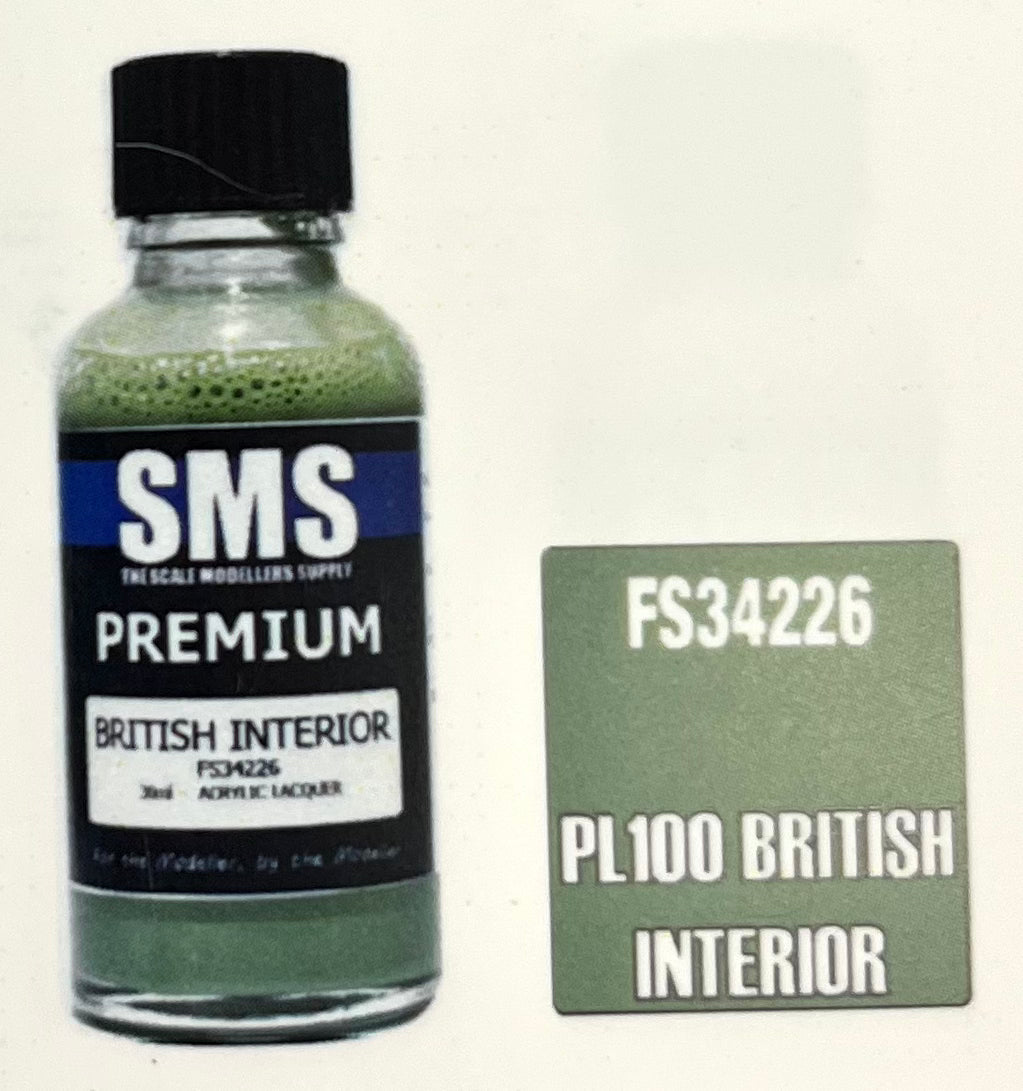 SMS
THE SCALE MODELLERS SUPPLY
PREMIUM
BRITISH INTERIOR
FS34226
30ml - ACRYLIC LACQUER
For the Modeller, by the Modeller
FS34226
PL100 BRITISH
INTERIOR